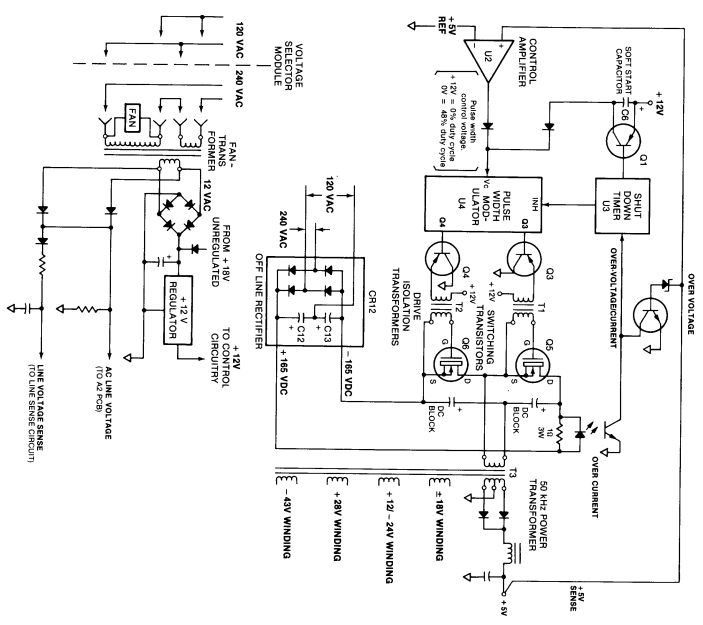 OVER VOLTAGE
+5V
SENSE
+5V
SHUT
DOWN
TIMER
U3
OVER-VOLTAGE
CURRENT
OVER CURRENT
50 kHz POWER
TRANSFORMER
T3
± 18V WINDING
+ 12/ – 24V WINDING
+ 28V WINDING
– 43V WINDING
+ 12V
Q1
SOFT START
CAPACITOR
C6
INH
PULSE
WIDTH
MOD-
ULATOR
U4
Vc
Q3
Q4
Q3
Q4
+12V
+12V
T1
T2
SWITCHING
TRANSISTORS
DRIVE
ISOLATION
TRANSFORMERS
Q5
Q6
G
S
D
G
S
D
DC
BLOCK
DC
BLOCK
1Ω
3W
CONTROL
AMPLIFIER
U2
+
–
+ 5V
REF
Pulse width
control voltage.
+ 12V = 0% duty cycle
0V = 48% duty cycle
CR12
120 VAC
240 VAC
C13
C12
– 165 VDC
+ 165 VDC
OFF LINE RECTIFIER
VOLTAGE
SELECTOR
MODULE
120 VAC
240 VAC
FAN
FAN-
TRANS
FORMER
12 VAC
FROM + 18V
UNREGULATED
+ 12 V
REGULATOR
+ 12V
TO CONTROL
CIRCUITRY
AC LINE VOLTAGE
(TO A2 PCB)
LINE VOLTAGE SENSE
(TO LINE SENSE CIRCUIT)